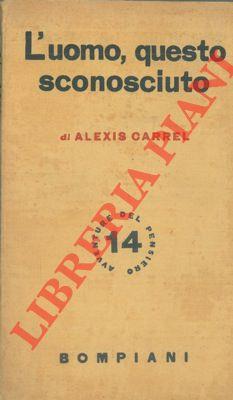 L'uomo, questo
sconosciuto
di ALEXIS CARREL
AVVENTURE DEL PENSIERO
14
BOMPIANI
LIBRERIA PIANI